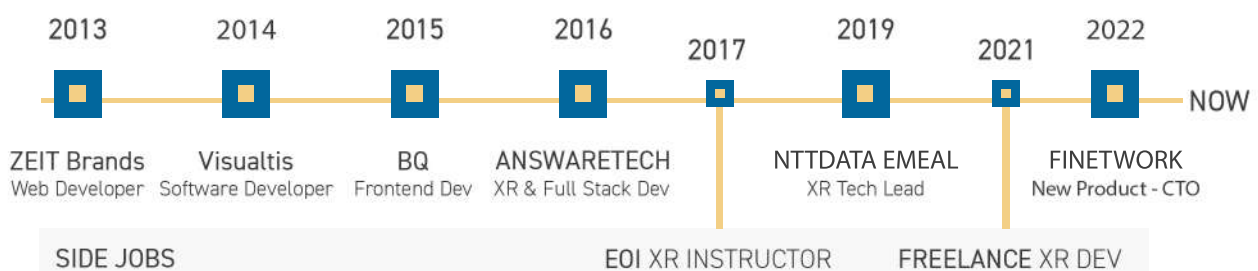 2013
2014
2015
2016
2017
2019
2021
2022
NOW
ZEIT Brands
Web Developer
Visualtis
Software Developer
BQ
Frontend Dev
ANSWARETECH
XR & Full Stack Dev
NTTDATA EMEAL
XR Tech Lead
FINETWORK
New Product - CTO
SIDE JOBS
EOI XR INSTRUCTOR
FREELANCE XR DEV